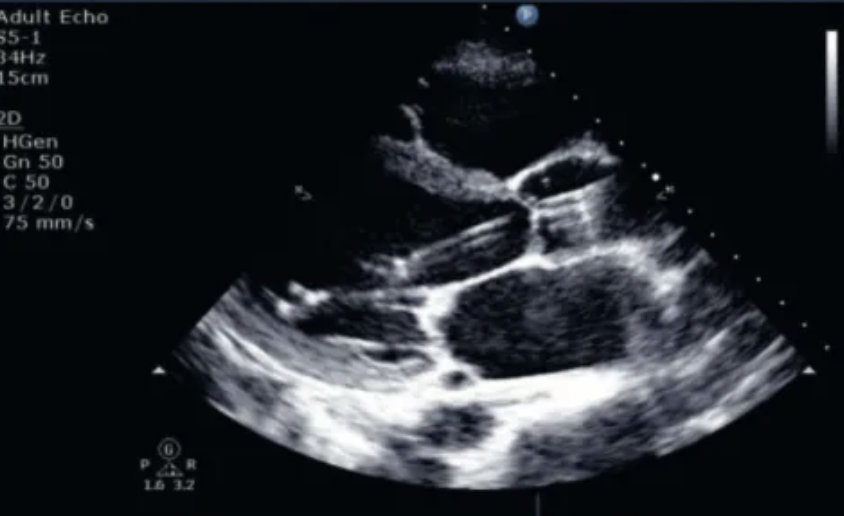 Adult Echo
S5-1
34Hz
15cm
2D
HGen
Gn 50
C 50
3/2/0
75 mm/s
P
G
P R
1.6 3.2